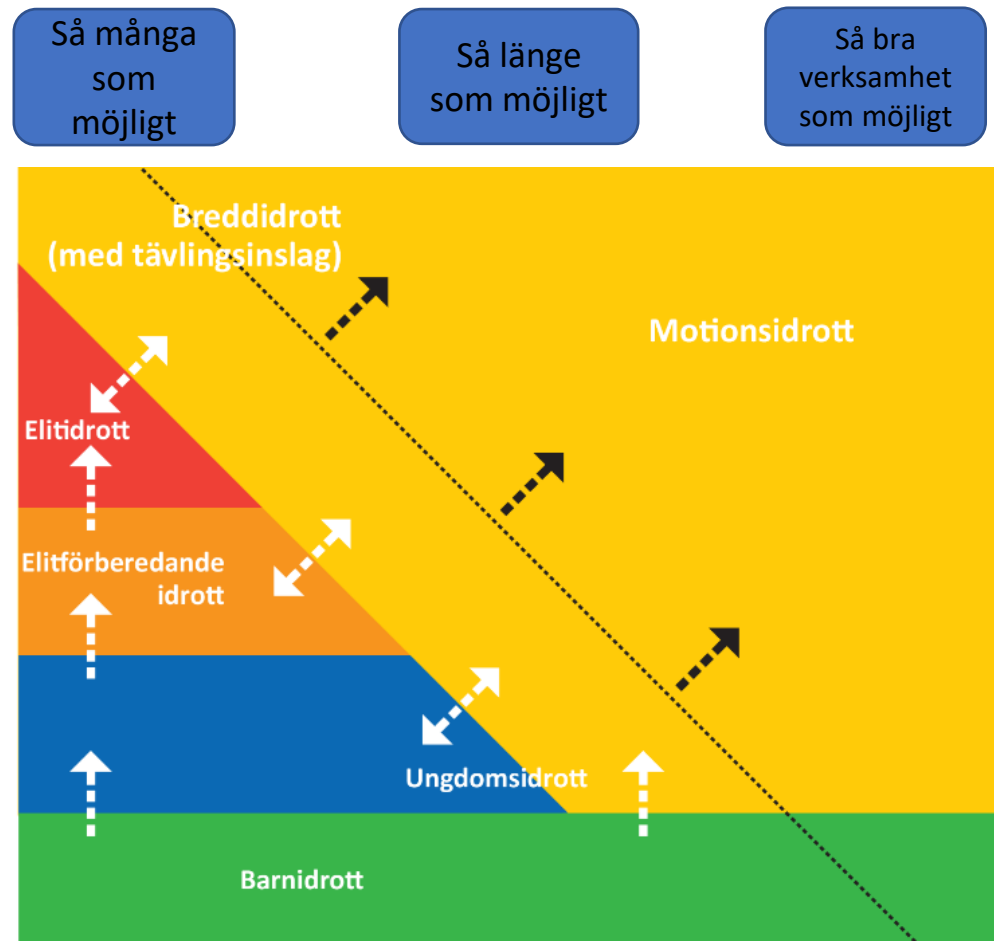 Så många
som
möjligt
Så länge
som möjligt
Så bra
verksamhet
som möjligt
Breddidrott
(med tävlingsinslag)
Motionsidrott
Elitidrott
Elitförberedande
idrott
Ungdomsidrott
Barnidrott